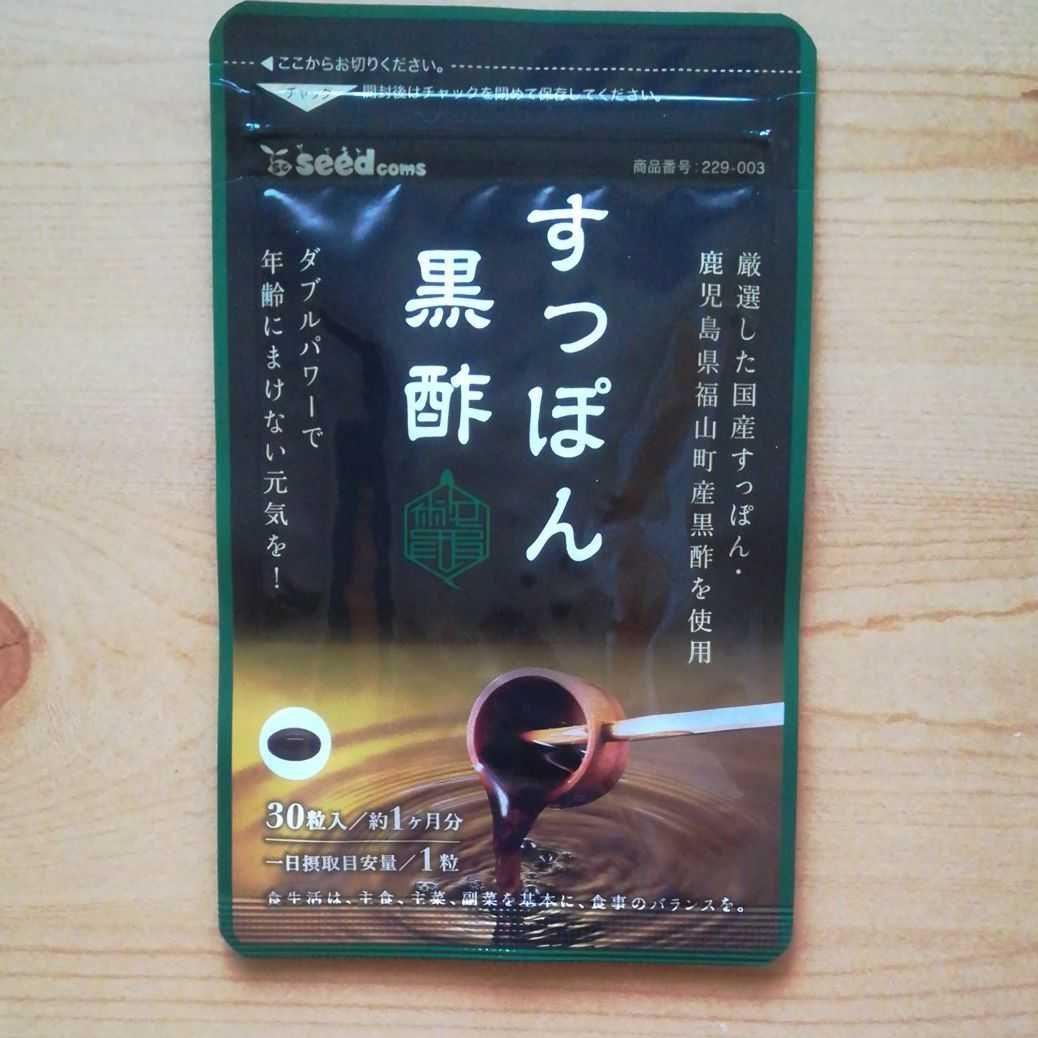 ここからお切りください。
チャック
開封後はチャックを閉めて保存してください。
seedcoms
商品番号：229-003
厳選した国産すっぽん・
鹿児島県福山町産黒酢を使用
すっぽん
黒酢
ダブルパワーで
年齢にまけない元気を！
30粒入／約1ヶ月分
一日摂取目安量／1粒
食生活は、主食、主菜、副菜を基本に、食事のバランスを。